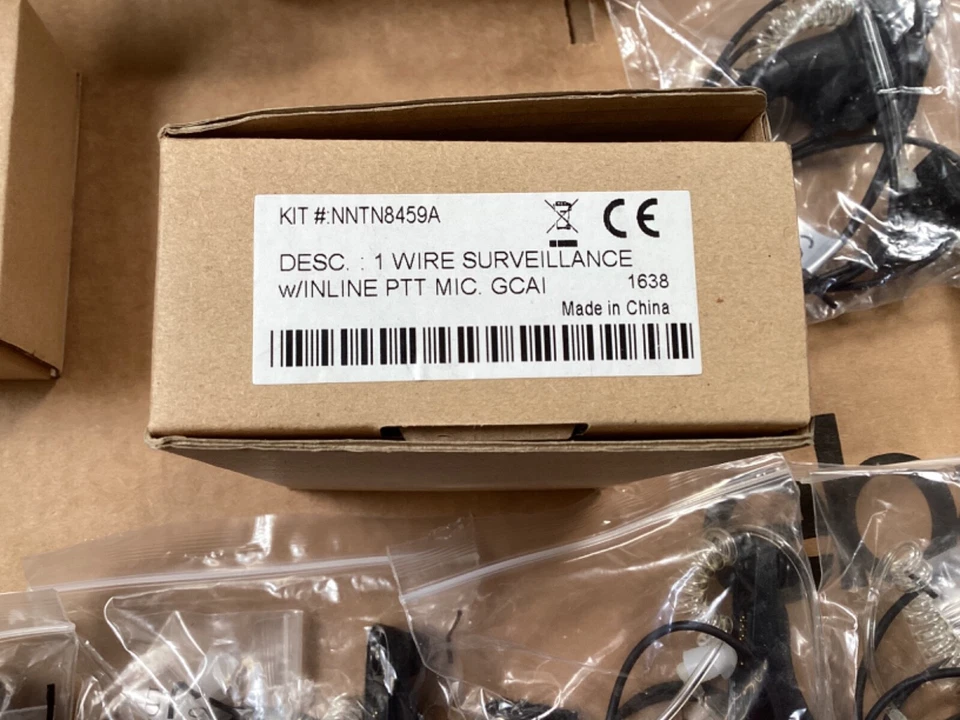 KIT #:NNTN8459A
CE
DESC. : 1 WIRE SURVEILLANCE
w/INLINE PTT MIC. GCAI 1638
Made in China